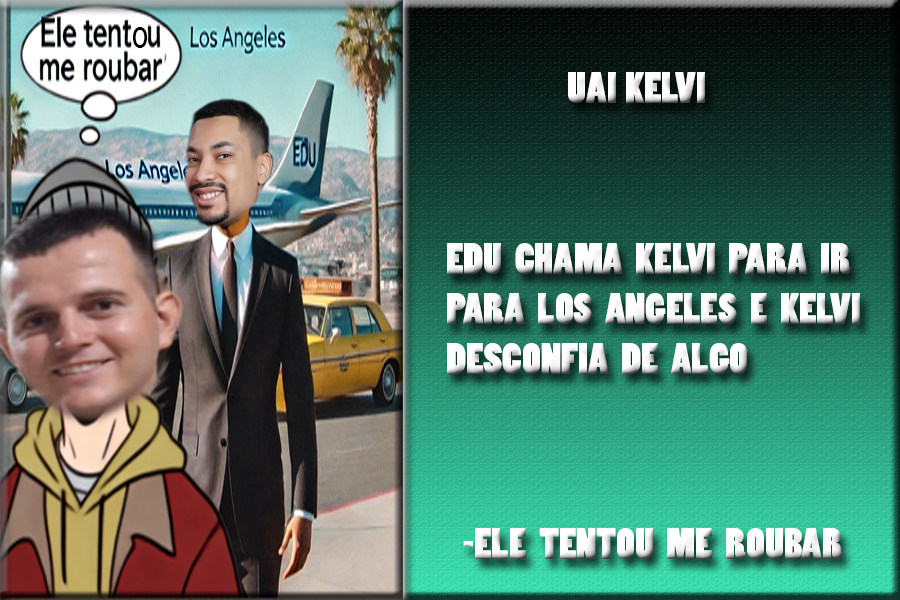 Ele tentou
me roubar
Los Angeles
Los Angele
EDU
UAI KELVI
EDU CHAMA KELVI PARA IR
PARA LOS ANGELES E KELVI
DESCONFIA DE ALGO
-ELE TENTOU ME ROUBAR